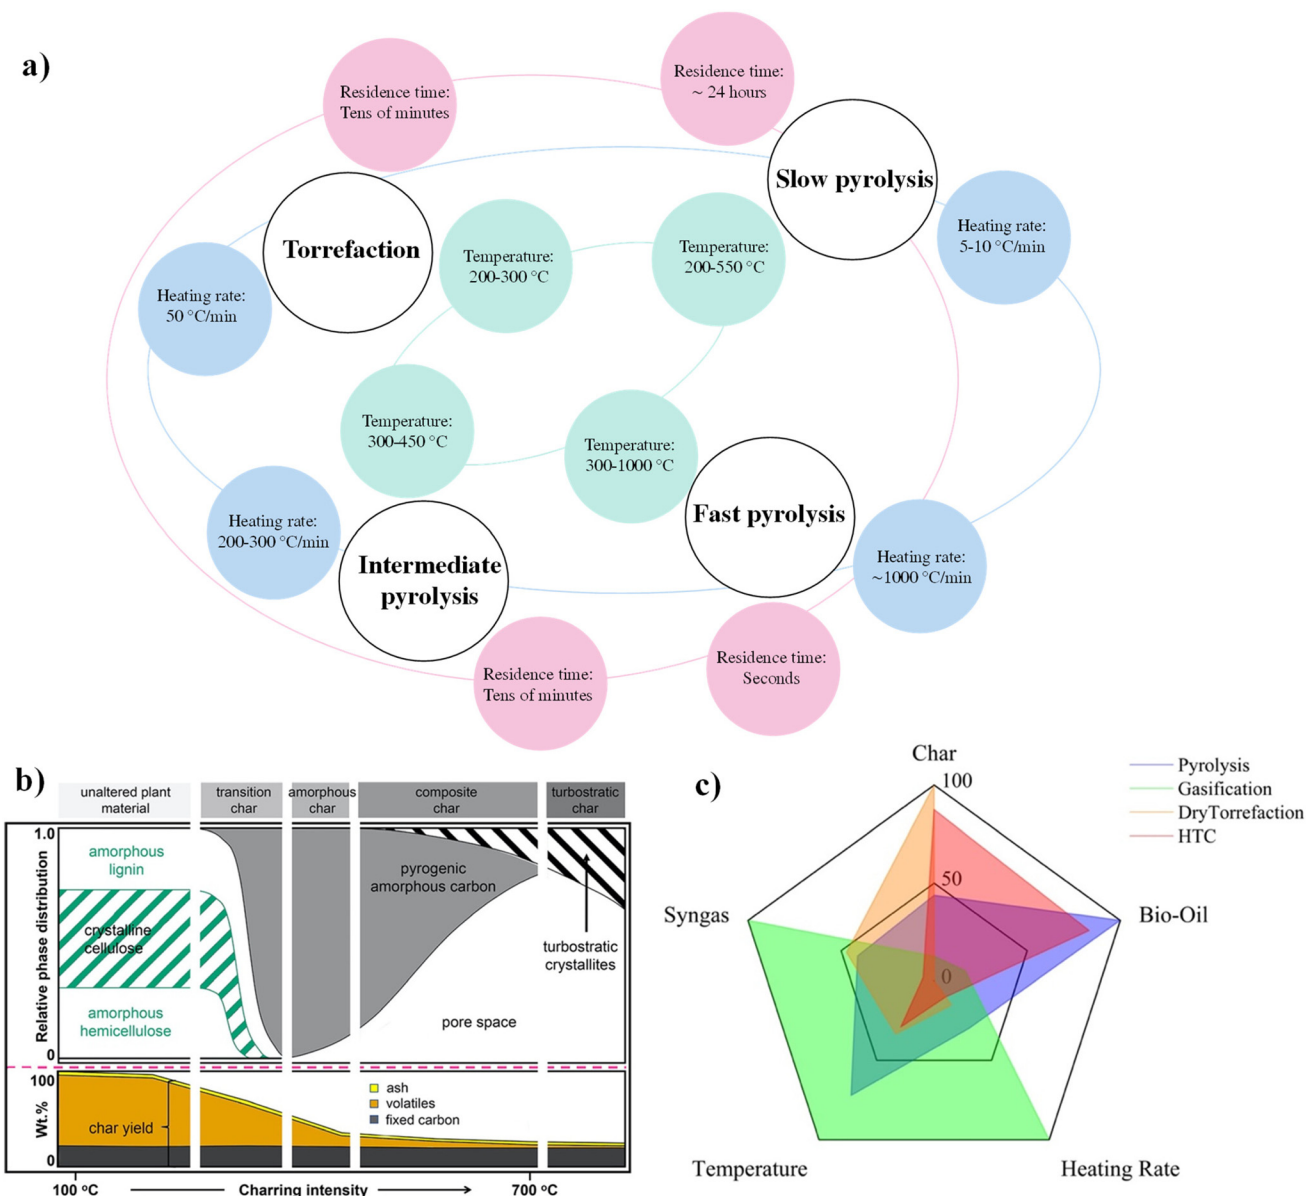 a)
Residence time:
Tens of minutes
Residence time:
~ 24 hours
Slow pyrolysis
Torrefaction
Temperature:
200-300 °C
Temperature:
200-550 °C
Heating rate:
5-10 °C/min
Heating rate:
50 °C/min
Temperature:
300-450 °C
Temperature:
300-1000 °C
Fast pyrolysis
Heating rate:
200-300 °C/min
Intermediate
pyrolysis
Heating rate:
~1000 °C/min
Residence time:
Tens of minutes
Residence time:
Seconds
b)
unaltered plant
material
transition
char
amorphous
char
composite
char
turbostratic
char
Relative phase distribution
1.0
0
amorphous
lignin
crystalline
cellulose
amorphous
hemicellulose
pyrogenic
amorphous carbon
turbostratic
crystallites
pore space
Wt.%
100
0
char yield
ash
volatiles
fixed carbon
100 °C
Charring intensity
700 °C
c)
Char
100
50
0
Syngas
Bio-Oil
Temperature
Heating Rate
Pyrolysis
Gasification
DryTorrefaction
HTC